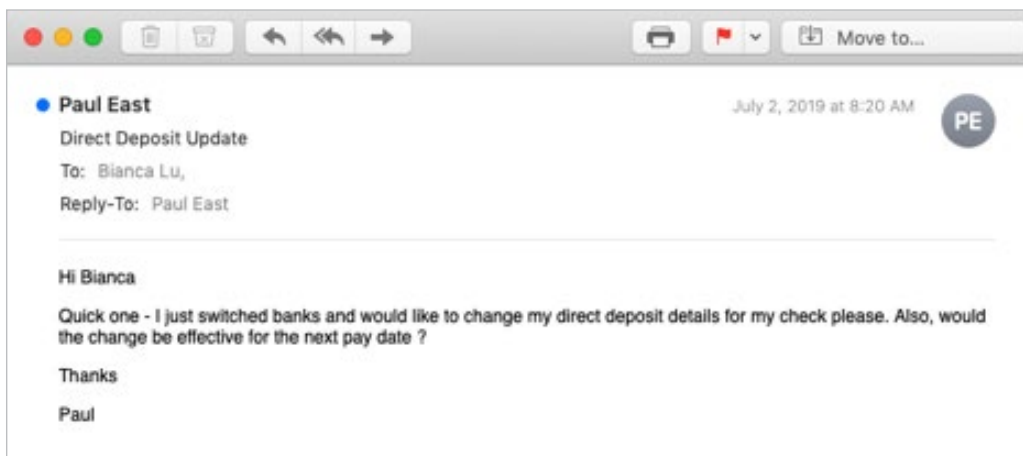 Move to...
Paul East
July 2, 2019 at 8:20 AM
PE
Direct Deposit Update
To: Bianca Lu,
Reply-To: Paul East
Hi Bianca
Quick one - I just switched banks and would like to change my direct deposit details for my check please. Also, would
the change be effective for the next pay date ?
Thanks
Paul